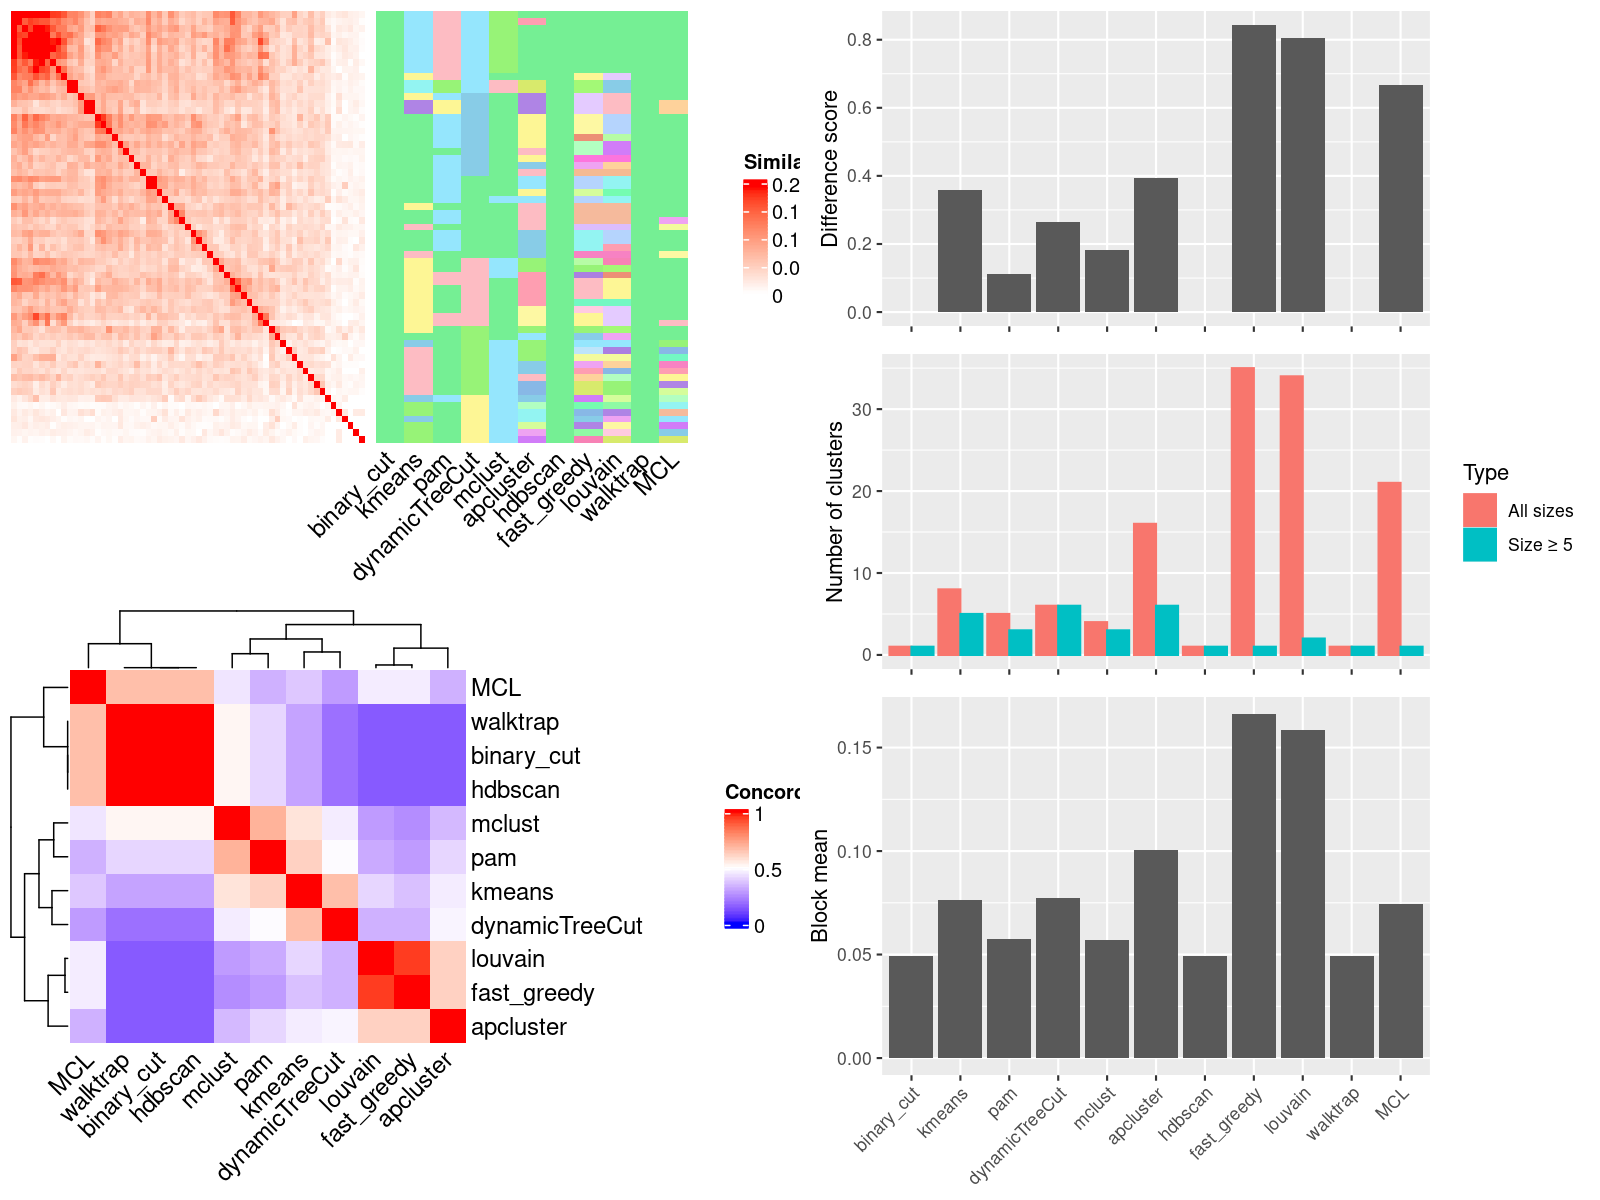 Simila
0.2
0.1
0.1
0.0
0
binary_cut
kmeans
pam
dynamicTreeCut
mclust
apcluster
hdbscan
fast_greedy
louvain
walktrap
MCL
MCL
walktrap
binary_cut
hdbscan
mclust
pam
kmeans
dynamicTreeCut
louvain
fast_greedy
apcluster
MCL
walktrap
binary_cut
hdbscan
mclust
pam
kmeans
dynamicTreeCut
louvain
fast_greedy
apcluster
Concord
1
0.5
0
Difference score
0.8
0.6
0.4
0.2
0.0
Number of clusters
30
20
10
0
Type
All sizes
Size ≥ 5
Block mean
0.15
0.10
0.05
0.00
binary_cut
kmeans
pam
dynamicTreeCut
mclust
apcluster
hdbscan
fast_greedy
louvain
walktrap
MCL